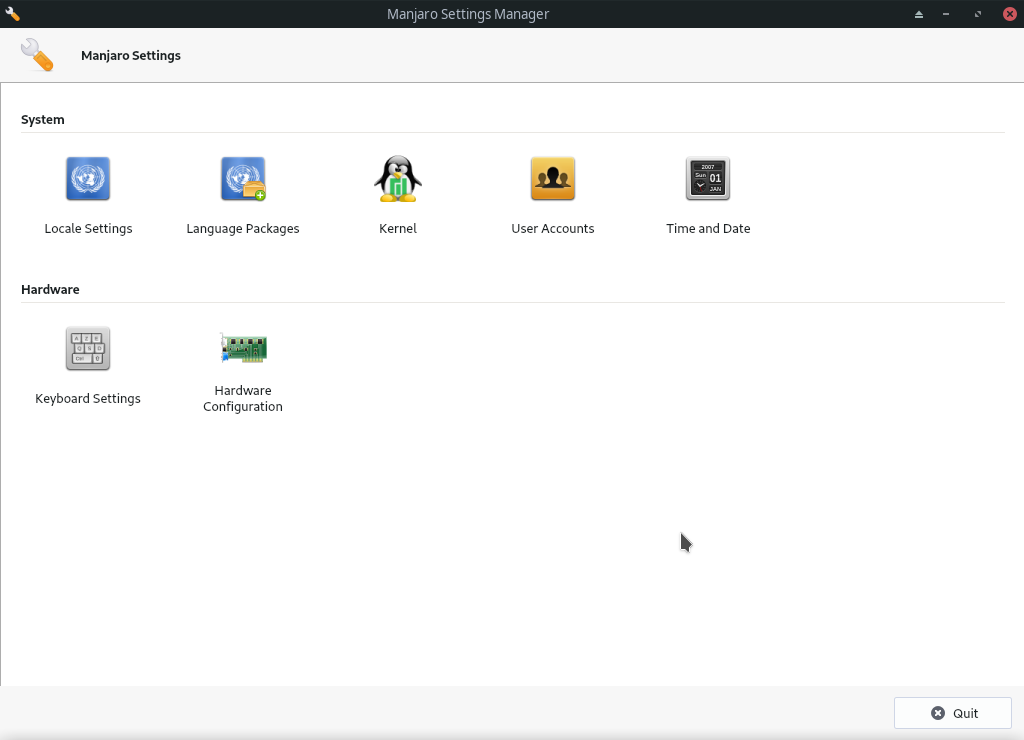 Manjaro Settings Manager
Manjaro Settings
System
Locale Settings
Language Packages
Kernel
2007
Sun
01
JAN
User Accounts
Time and Date
Hardware
Keyboard Settings
Hardware
Configuration
Quit